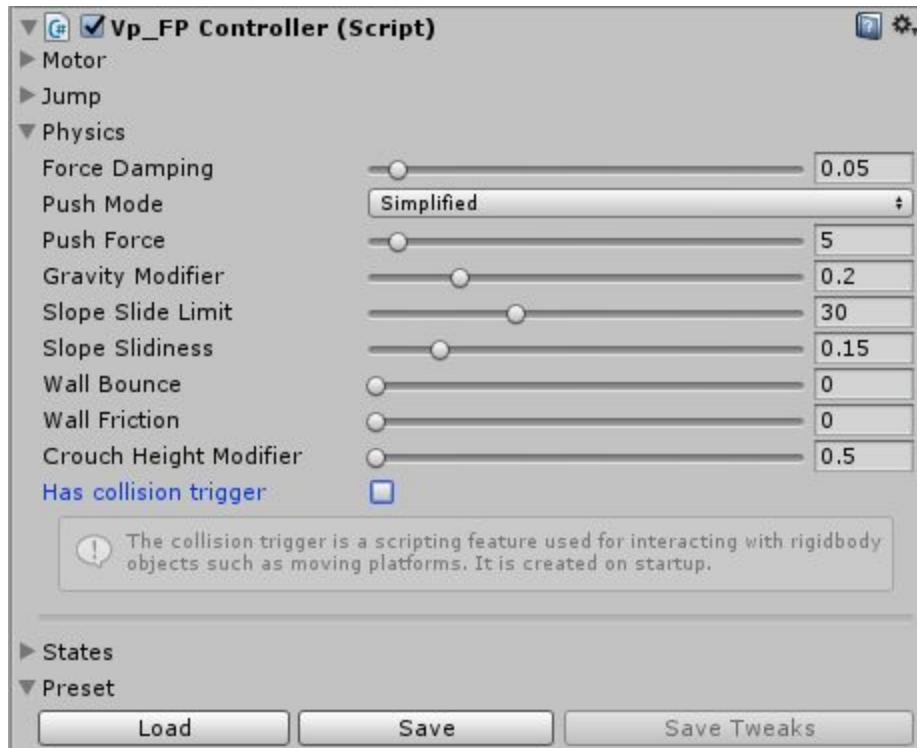 C# Vp_FP Controller (Script)
Motor
Jump
Physics
Force Damping 0.05
Push Mode Simplified
Push Force 5
Gravity Modifier 0.2
Slope Slide Limit 30
Slope Slidiness 0.15
Wall Bounce 0
Wall Friction 0
Crouch Height Modifier 0.5
Has collision trigger
The collision trigger is a scripting feature used for interacting with rigidbody
objects such as moving platforms. It is created on startup.
States
Preset
Load Save Save Tweaks